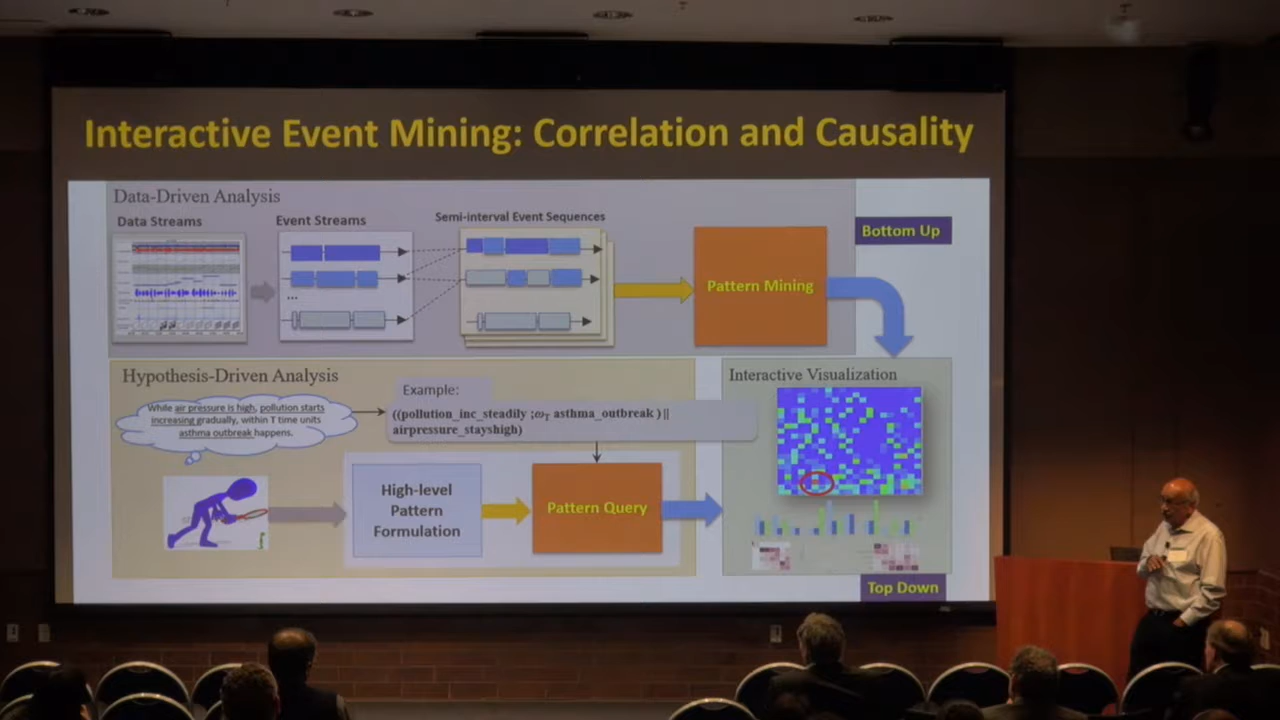 Interactive Event Mining: Correlation and Causality
Data-Driven Analysis
Data Streams
Event Streams
Semi-interval Event Sequences
...
Pattern Mining
Bottom Up
Hypothesis-Driven Analysis
While air pressure is high, pollution starts
increasing gradually, within T time units
asthma outbreak happens.
Example:
((pollution_inc_steadily ;ωT asthma_outbreak ) ||
airpressure_stayshigh)
High-level
Pattern
Formulation
Pattern Query
Interactive Visualization
Top Down